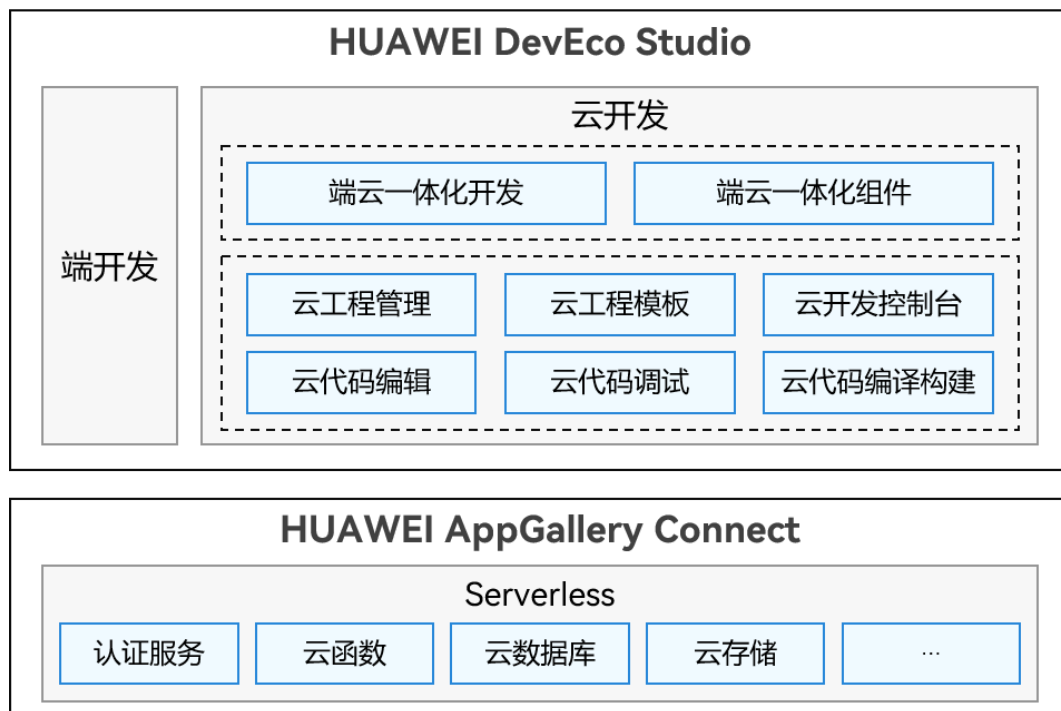 HUAWEI DevEco Studio
端开发
云开发
端云一体化开发
端云一体化组件
云工程管理
云工程模板
云开发控制台
云代码编辑
云代码调试
云代码编译构建
HUAWEI AppGallery Connect
Serverless
认证服务
云函数
云数据库
云存储
...